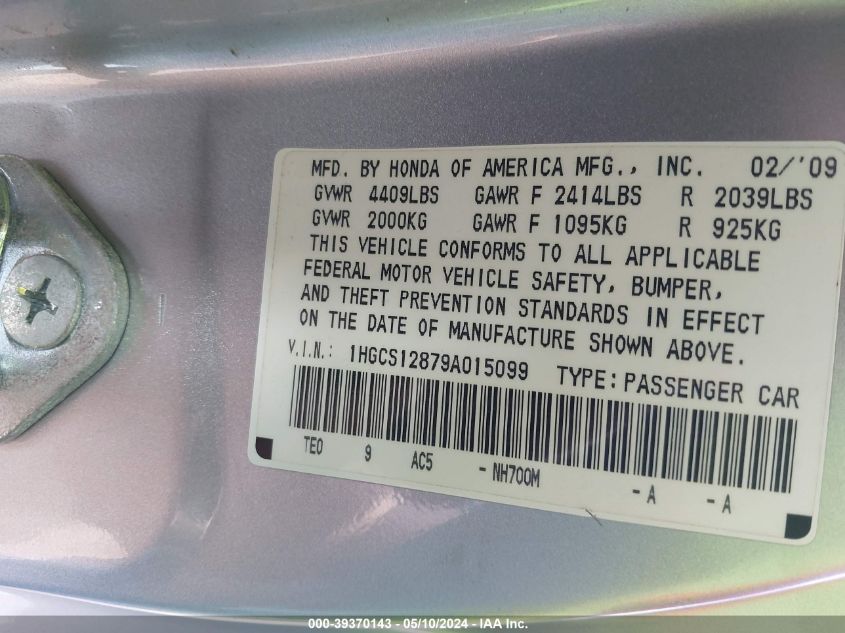 MFD. BY HONDA OF AMERICA MFG., INC. 02/'09
GVWR 4409LBS GAWR F 2414LBS R 2039LBS
GVWR 2000KG GAWR F 1095KG R 925KG
THIS VEHICLE CONFORMS TO ALL APPLICABLE
FEDERAL MOTOR VEHICLE SAFETY, BUMPER,
AND THEFT PREVENTION STANDARDS IN EFFECT
ON THE DATE OF MANUFACTURE SHOWN ABOVE.
V.I.N.: 1HGCS12879A015099 TYPE: PASSENGER CAR
TE0 9 AC5 - NH700M - A - A
000-39370143 - 05/10/2024 - IAA Inc.